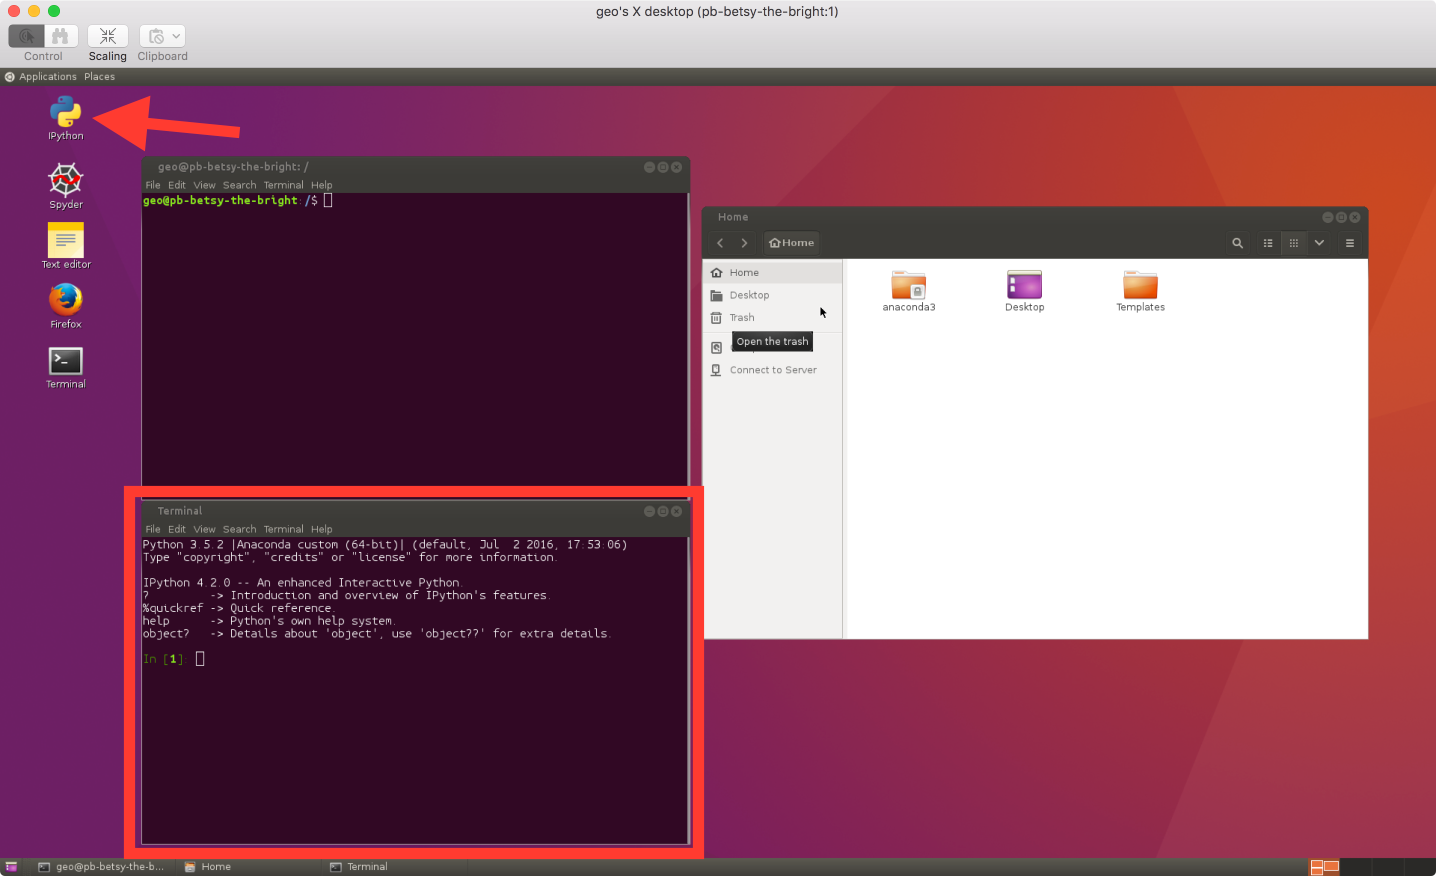 geo's X desktop (pb-betsy-the-bright:1)
Control
Scaling
Clipboard
Applications Places
IPython
Spyder
Text editor
Firefox
Terminal
geo@pb-betsy-the-bright: /
File Edit View Search Terminal Help
geo@pb-betsy-the-bright:/$
Home
Home
Home
Desktop
Trash
Open the trash
Connect to Server
anaconda3
Desktop
Templates
Terminal
File Edit View Search Terminal Help
Python 3.5.2 |Anaconda custom (64-bit)| (default, Jul  2 2016, 17:53:06)
Type "copyright", "credits" or "license" for more information.
IPython 4.2.0 -- An enhanced Interactive Python.
?         -> Introduction and overview of IPython's features.
%quickref -> Quick reference.
help      -> Python's own help system.
object?   -> Details about 'object', use 'object??' for extra details.
In [1]:
geo@pb-betsy-the-b...
Home
Terminal